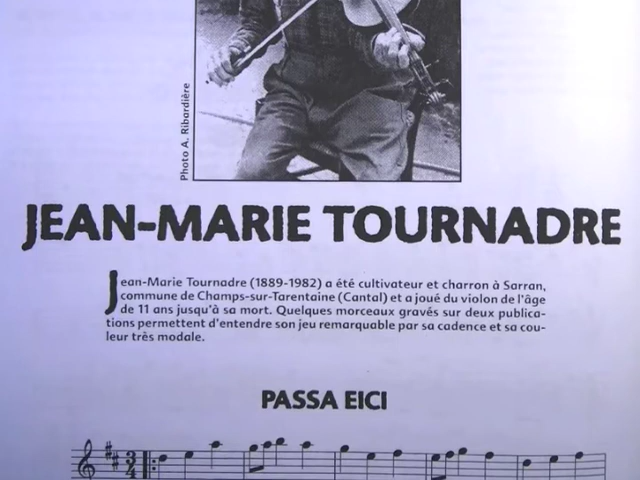 Photo A. Ribardière
JEAN-MARIE TOURNADRE
Jean-Marie Tournadre (1889-1982) a été cultivateur et charron à Sarran,
commune de Champs-sur-Tarentaine (Cantal) et a joué du violon de l'âge
de 11 ans jusqu'à sa mort. Quelques morceaux gravés sur deux publica-
tions permettent d'entendre son jeu remarquable par sa cadence et sa cou-
leur très modale.
PASSA EICI
3
4